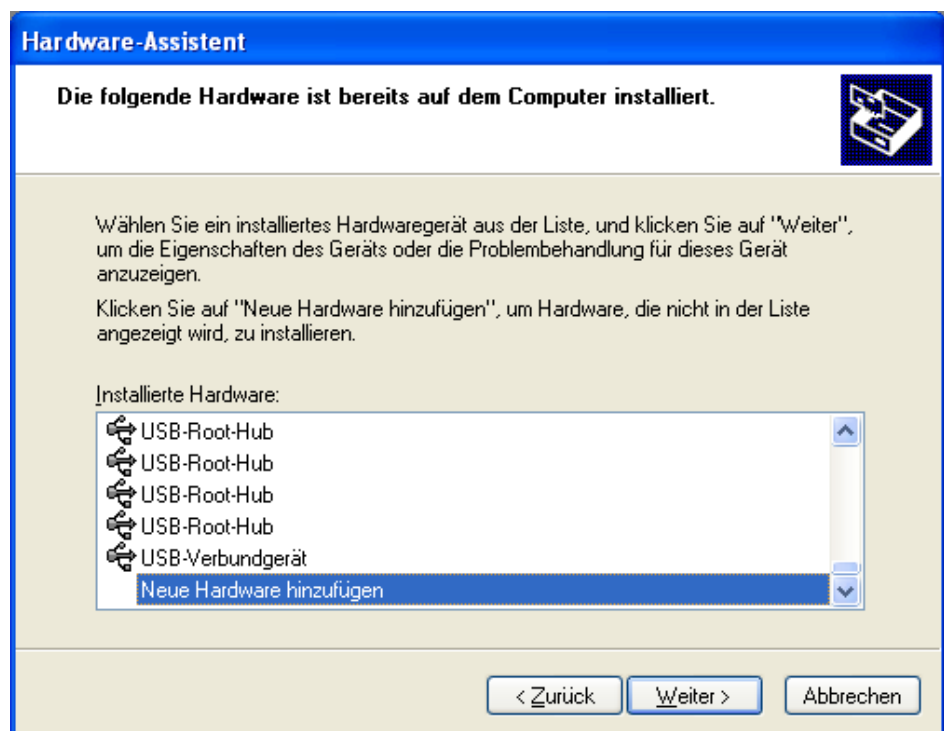 Hardware-Assistent
Die folgende Hardware ist bereits auf dem Computer installiert.
Wählen Sie ein installiertes Hardwaregerät aus der Liste, und klicken Sie auf "Weiter",
um die Eigenschaften des Geräts oder die Problembehandlung für dieses Gerät
anzuzeigen.
Klicken Sie auf "Neue Hardware hinzufügen", um Hardware, die nicht in der Liste
angezeigt wird, zu installieren.
Installierte Hardware:
USB-Root-Hub
USB-Root-Hub
USB-Root-Hub
USB-Root-Hub
USB-Verbundgerät
Neue Hardware hinzufügen
< Zurück
Weiter >
Abbrechen